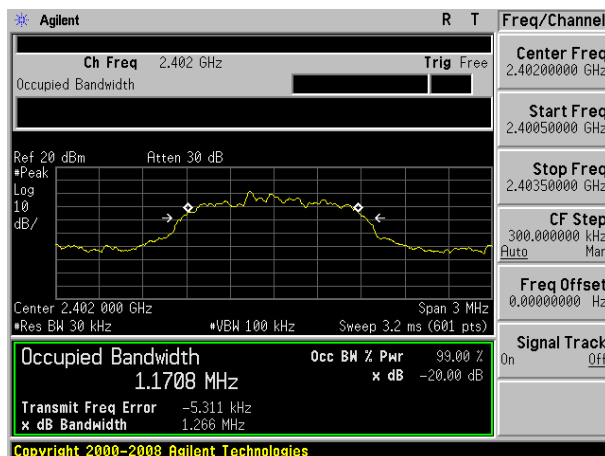 Agilent R T Freq/Channel
Ch Freq 2.402 GHz Trig Free
Occupied Bandwidth
Center Freq
2.40200000 GHz
Start Freq
2.40050000 GHz
Stop Freq
2.40350000 GHz
CF Step
300.000000 kHz
Auto Man
Freq Offset
0.00000000 Hz
Signal Track
On Off
Ref 20 dBm Atten 30 dB
#Peak
Log
10
dB/
Center 2.402 000 GHz Span 3 MHz
#Res BW 30 kHz #VBW 100 kHz Sweep 3.2 ms (601 pts)
Occupied Bandwidth Occ BW % Pwr 99.00 %
1.1708 MHz x dB -20.00 dB
Transmit Freq Error -5.311 kHz
x dB Bandwidth 1.266 MHz
Copyright 2000-2008 Agilent Technologies